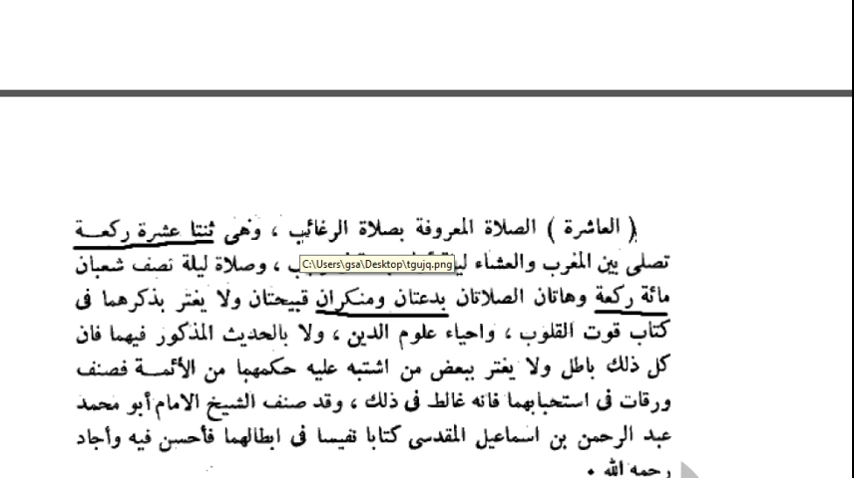 ( العاشرة ) الصلاة المعروفة بصلاة الرغائب ، وهى ثنتا عشرة ركعـــة
تصلى بين المغرب والعشاء ، وصلاة ليلة نصف شعبان
C:\Users\gsa\Desktop\tgujq.png
مائة ركعة وهاتان الصلاتان بدعتان ومنكران قبيحتان ولا يغتر بذكرهما فى
كتاب قوت القلوب ، واحياء علوم الدين ، ولا بالحديث المذكور فيهما فان
كل ذلك باطل ولا يغتر ببعض من اشتبه عليه حكمهما من الأئمـــة فصنف
ورقات فى استحبابهما فانه غالط فى ذلك ، وقد صنف الشيخ الامام أبو محمد
عبد الرحمن بن اسماعيل المقدسى كتابا نفيسا فى ابطالهما فأحسن فيه وأجاد
رحمه الله .